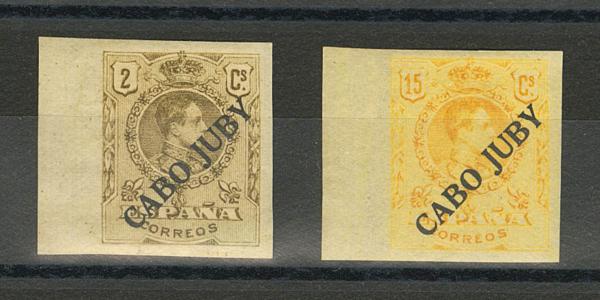 2 Cs.
CABO JUBY
ESPAÑA
CORREOS
15 Cs.
CABO JUBY
ESPAÑA
CORREOS